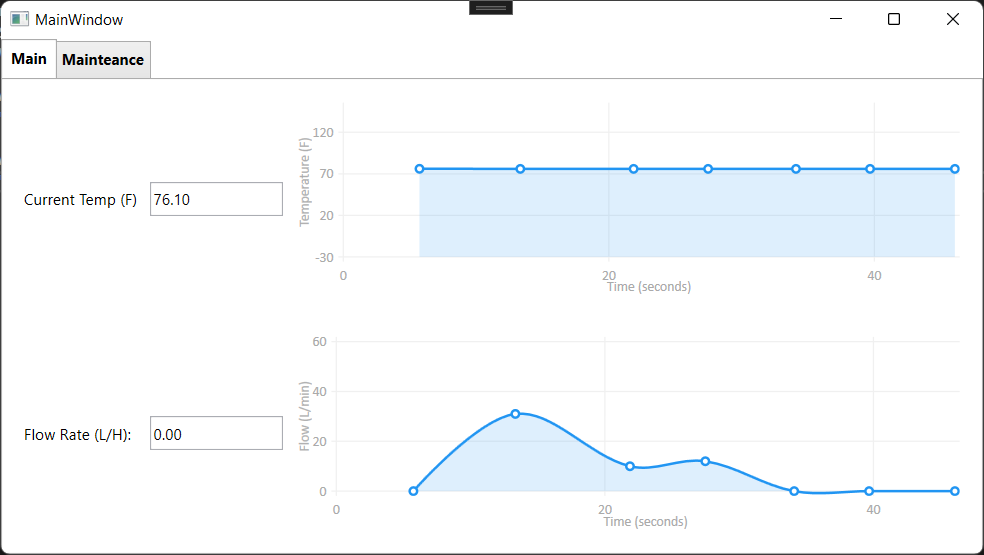 MainWindow
Main
Mainteance
Current Temp (F)
76.10
Temperature (F)
120
70
20
-30
0
20
40
Time (seconds)
Flow Rate (L/H):
0.00
Flow (L/min)
60
40
20
0
0
20
40
Time (seconds)